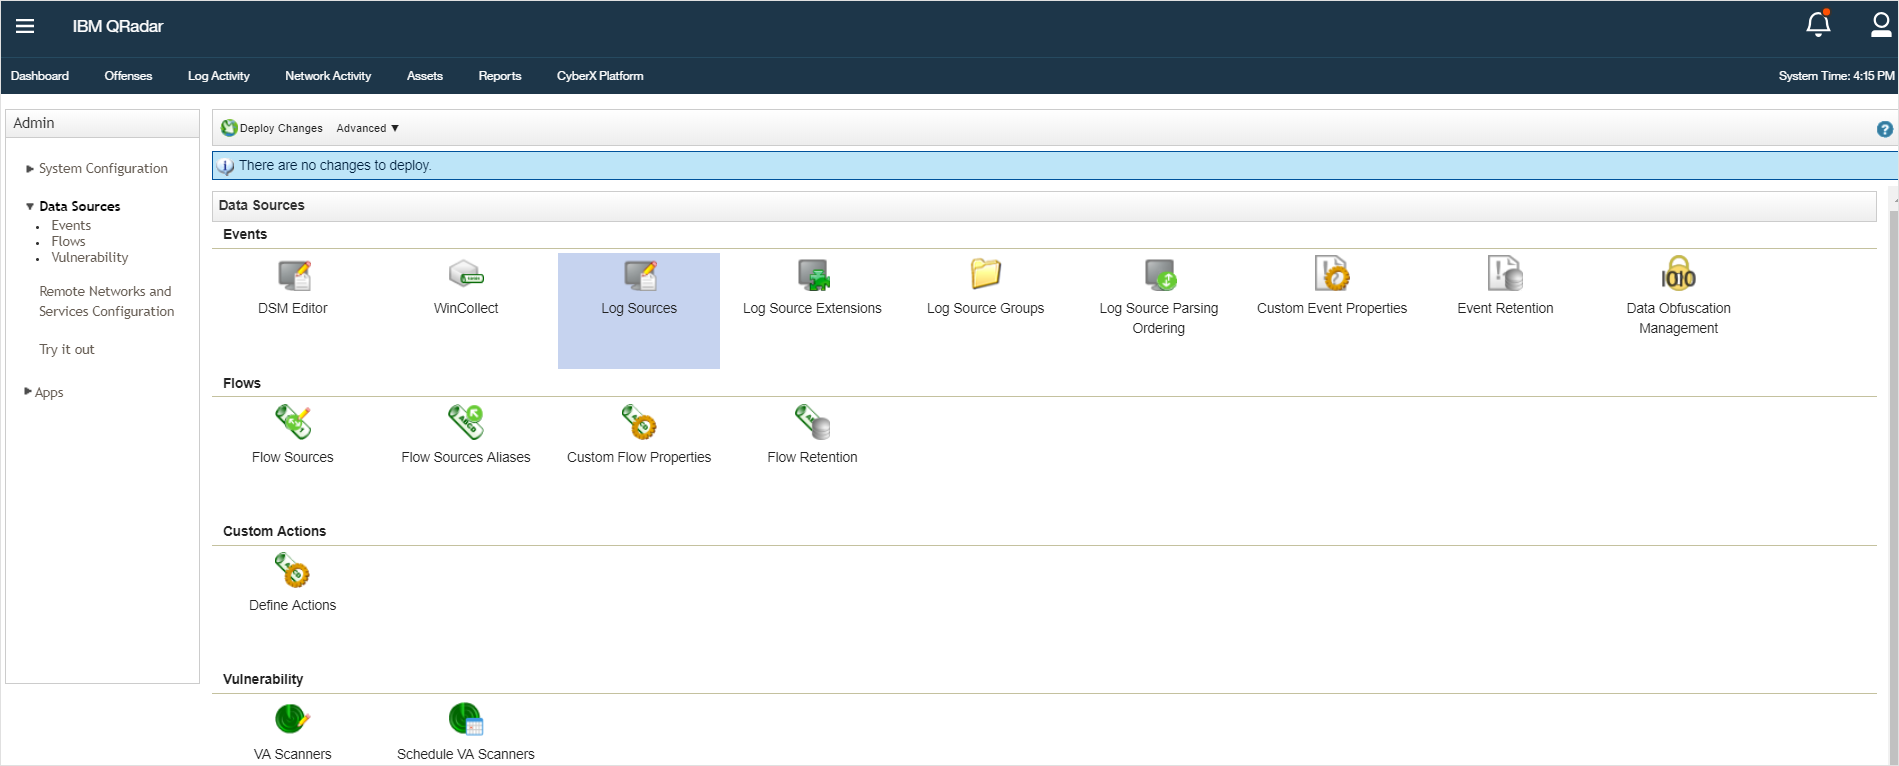 IBM QRadar
Dashboard Offenses Log Activity Network Activity Assets Reports CyberX Platform System Time: 4:15 PM
Admin
System Configuration
Data Sources
Events
Flows
Vulnerability
Remote Networks and
Services Configuration
Try it out
Apps
Deploy Changes Advanced ▼
?
i There are no changes to deploy.
Data Sources
Events
DSM Editor WinCollect Log Sources Log Source Extensions Log Source Groups Log Source Parsing Custom Event Properties Event Retention Data Obfuscation
Ordering Management
1010
Flows
Flow Sources Flow Sources Aliases Custom Flow Properties Flow Retention
Custom Actions
Define Actions
Vulnerability
VA Scanners Schedule VA Scanners